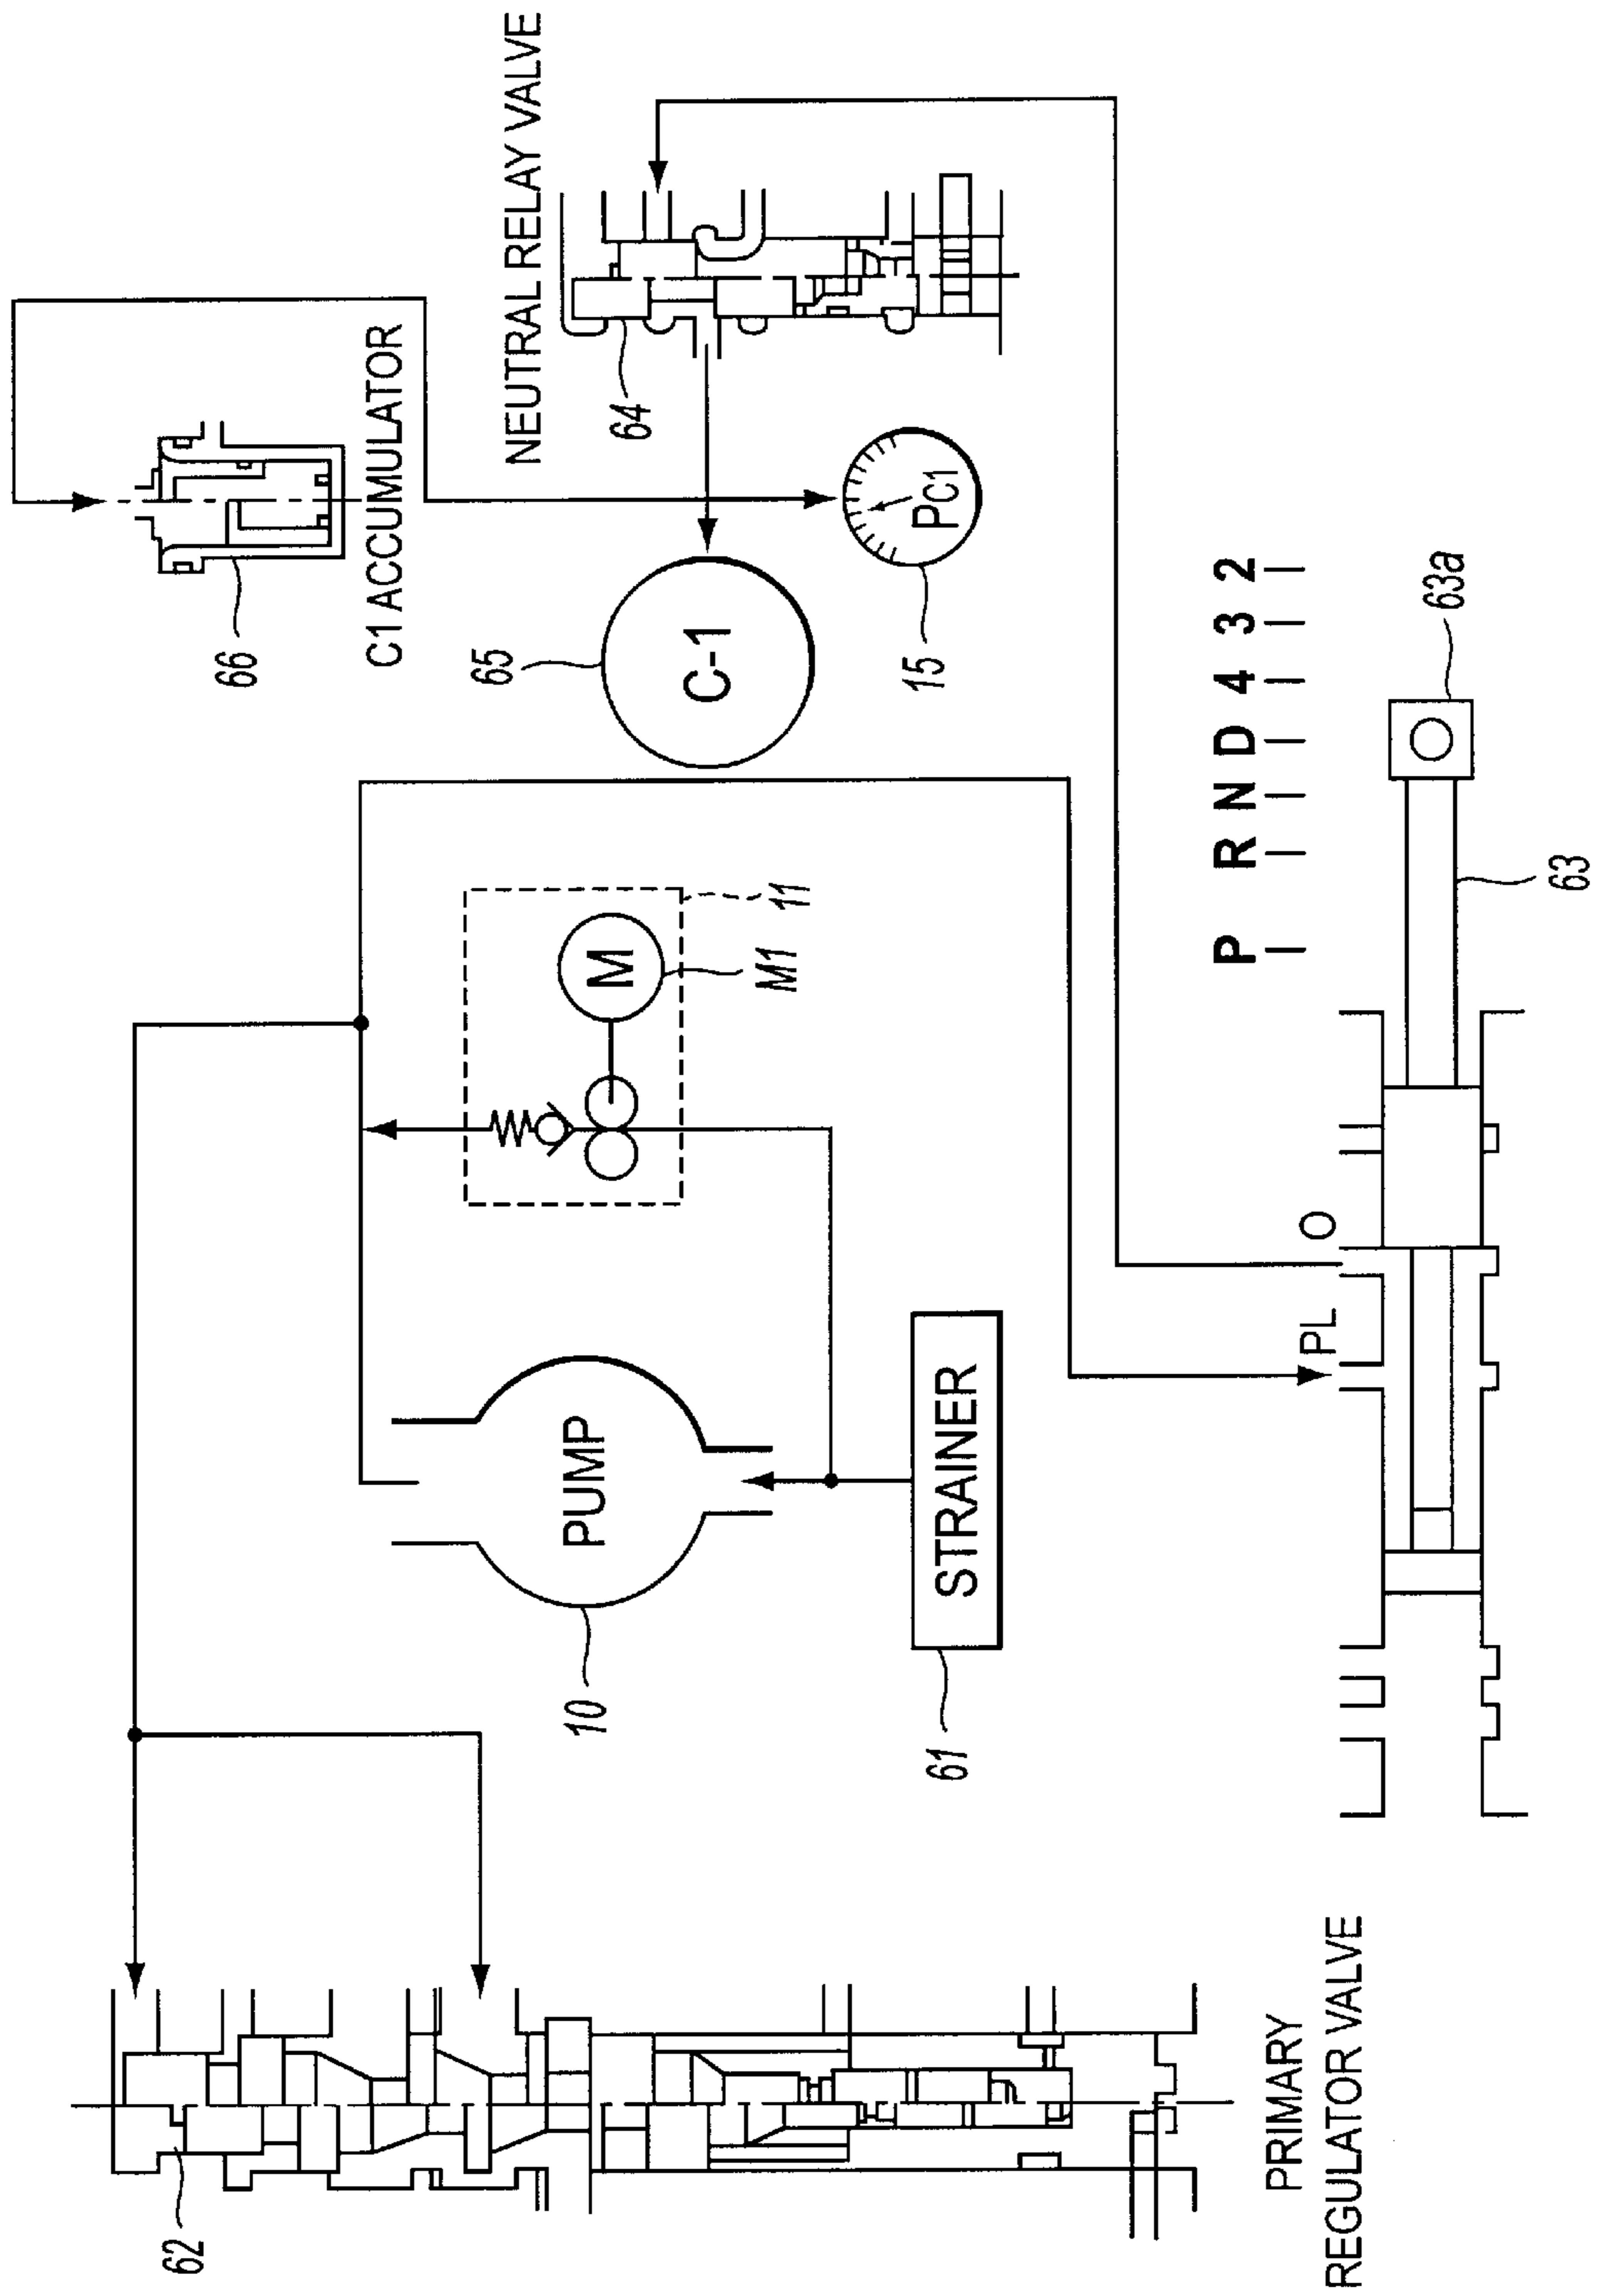 62
PRIMARY
REGULATOR VALVE
10
PUMP
61
STRAINER
11
M
M1
PL
O
P R N D 4 3 2
63
63a
66
C1 ACCUMULATOR
65
C-1
NEUTRAL RELAY VALVE
64
PC1
15